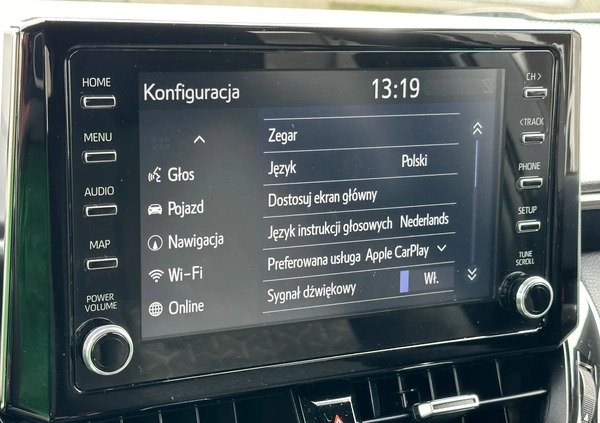 HOME
MENU
AUDIO
MAP
POWER
VOLUME
Konfiguracja
13:19
Głos
Pojazd
Nawigacja
Wi-Fi
Online
Zegar
Język Polski
Dostosuj ekran główny
Język instrukcji głosowych Nederlands
Preferowana usługa Apple CarPlay
Sygnał dźwiękowy Wł.
CH >
< TRACK
PHONE
SETUP
TUNE
SCROLL